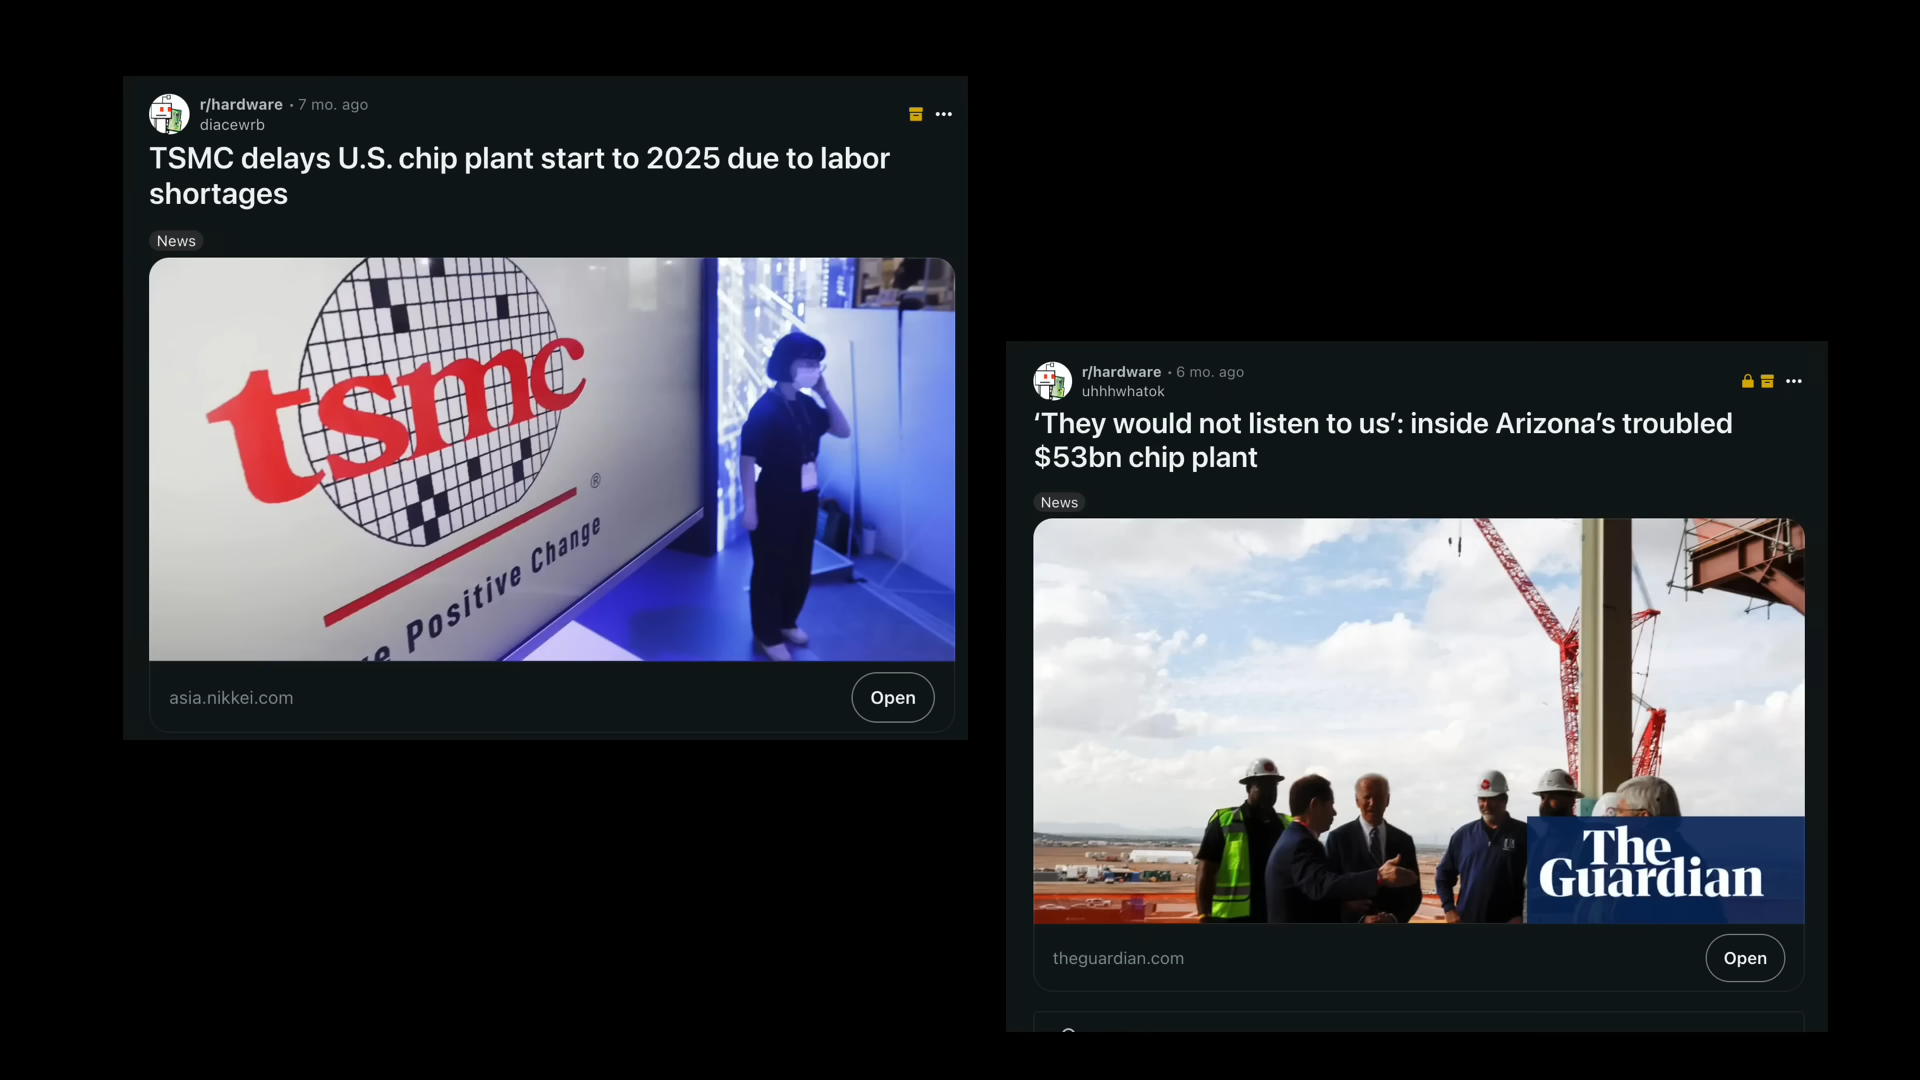 r/hardware • 7 mo. ago
diacewrb
TSMC delays U.S. chip plant start to 2025 due to labor
shortages
News
tsmc
®
e Positive Change
asia.nikkei.com
Open
r/hardware • 6 mo. ago
uhhhwhatok
‘They would not listen to us’: inside Arizona’s troubled
$53bn chip plant
News
The
Guardian
theguardian.com
Open